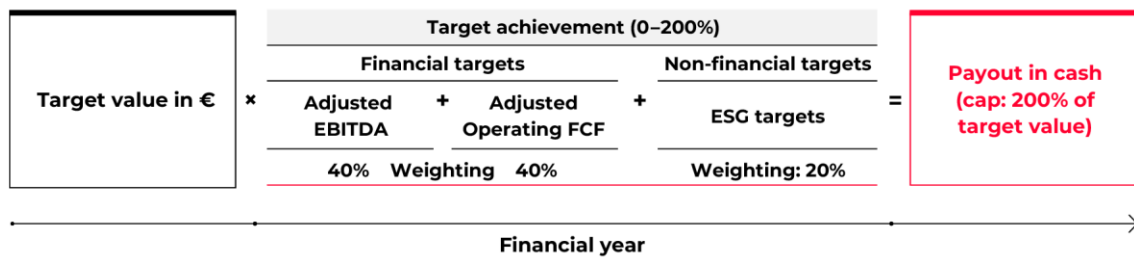 Target achievement (0–200%)
Financial targets
Non-financial targets
Target value in €
×
Adjusted
EBITDA
+
Adjusted
Operating FCF
+
ESG targets
=
Payout in cash
(cap: 200% of
target value)
40% Weighting 40%
Weighting: 20%
Financial year